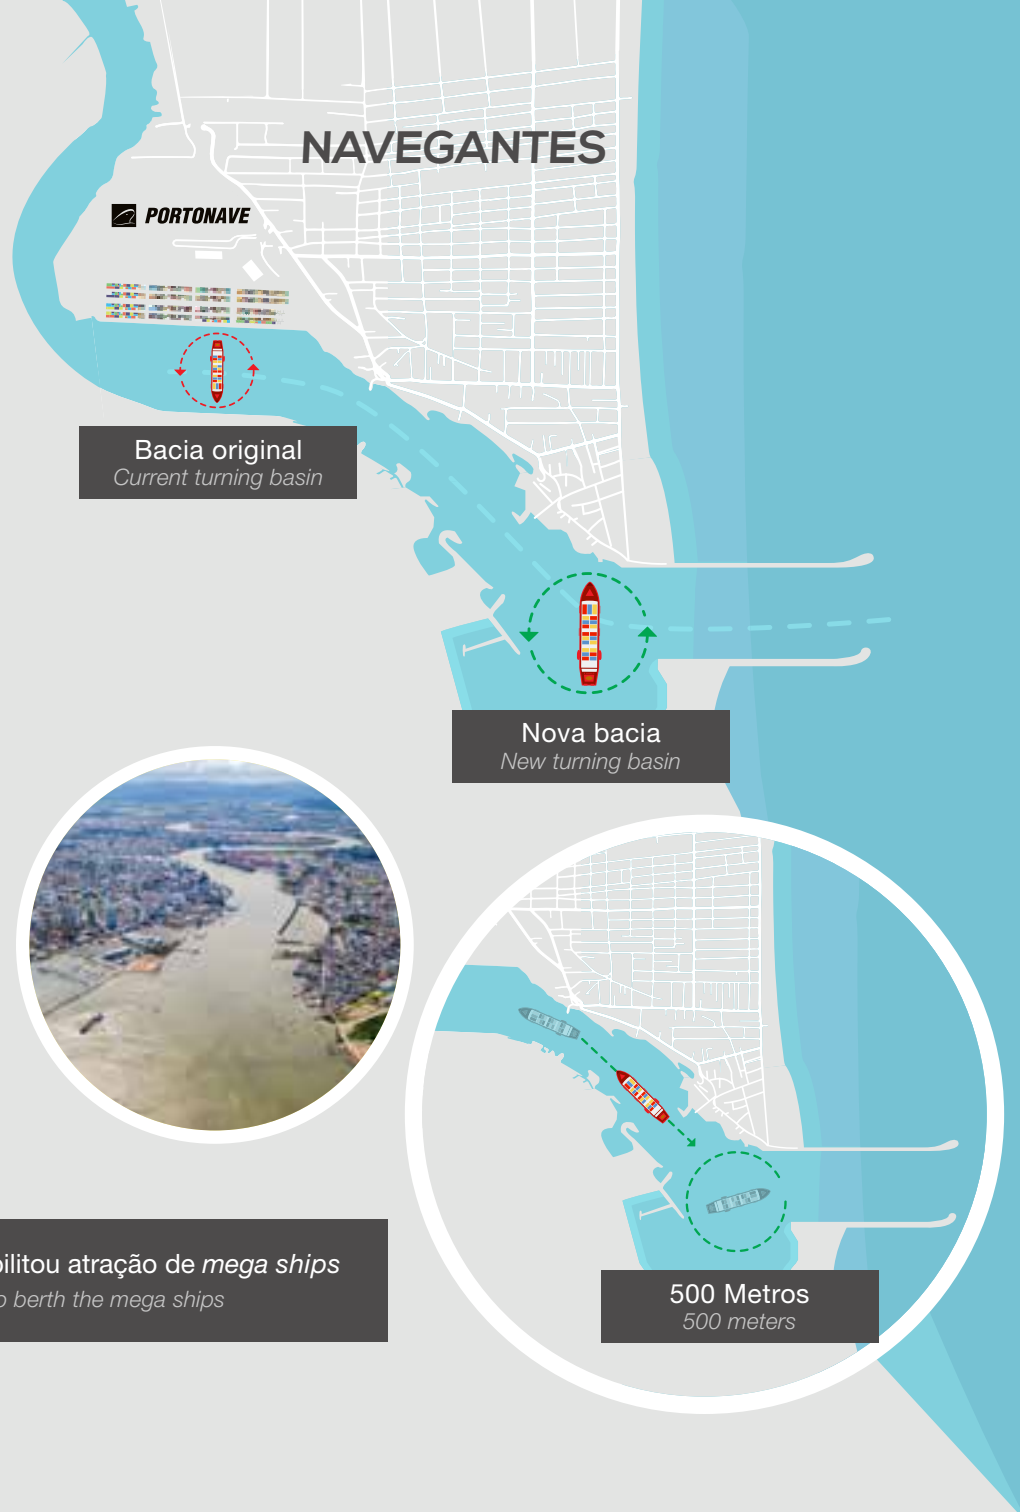 NAVEGANTES
PORTONAVE
Bacia original
Current turning basin
Nova bacia
New turning basin
ilitou atração de mega ships
berth the mega ships
500 Metros
500 meters